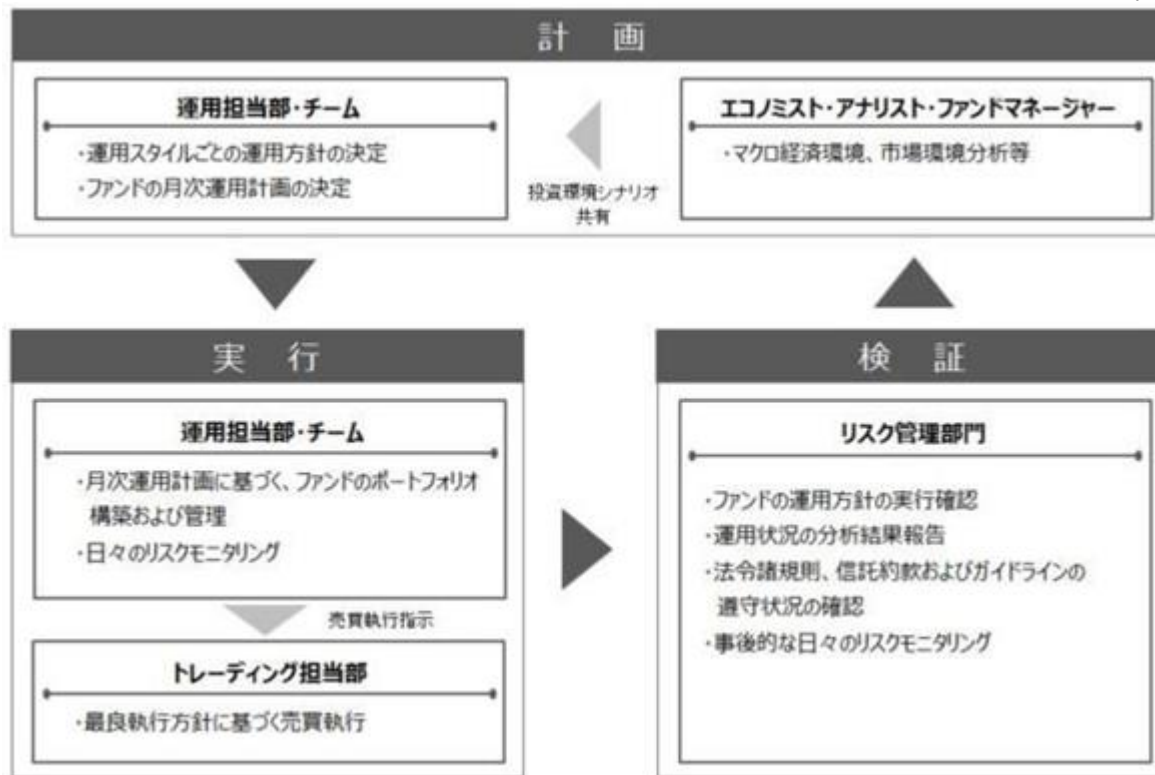 計　画
運用担当部・チーム
・運用スタイルごとの運用方針の決定
・ファンドの月次運用計画の決定
投資環境シナリオ
共有
エコノミスト・アナリスト・ファンドマネージャー
・マクロ経済環境、市場環境分析等
実　行
運用担当部・チーム
・月次運用計画に基づく、ファンドのポートフォリオ
構築および管理
・日々のリスクモニタリング
売買執行指示
トレーディング担当部
・最良執行方針に基づく売買執行
検　証
リスク管理部門
・ファンドの運用方針の実行確認
・運用状況の分析結果報告
・法令諸規則、信託約款およびガイドラインの
遵守状況の確認
・事後的な日々のリスクモニタリング